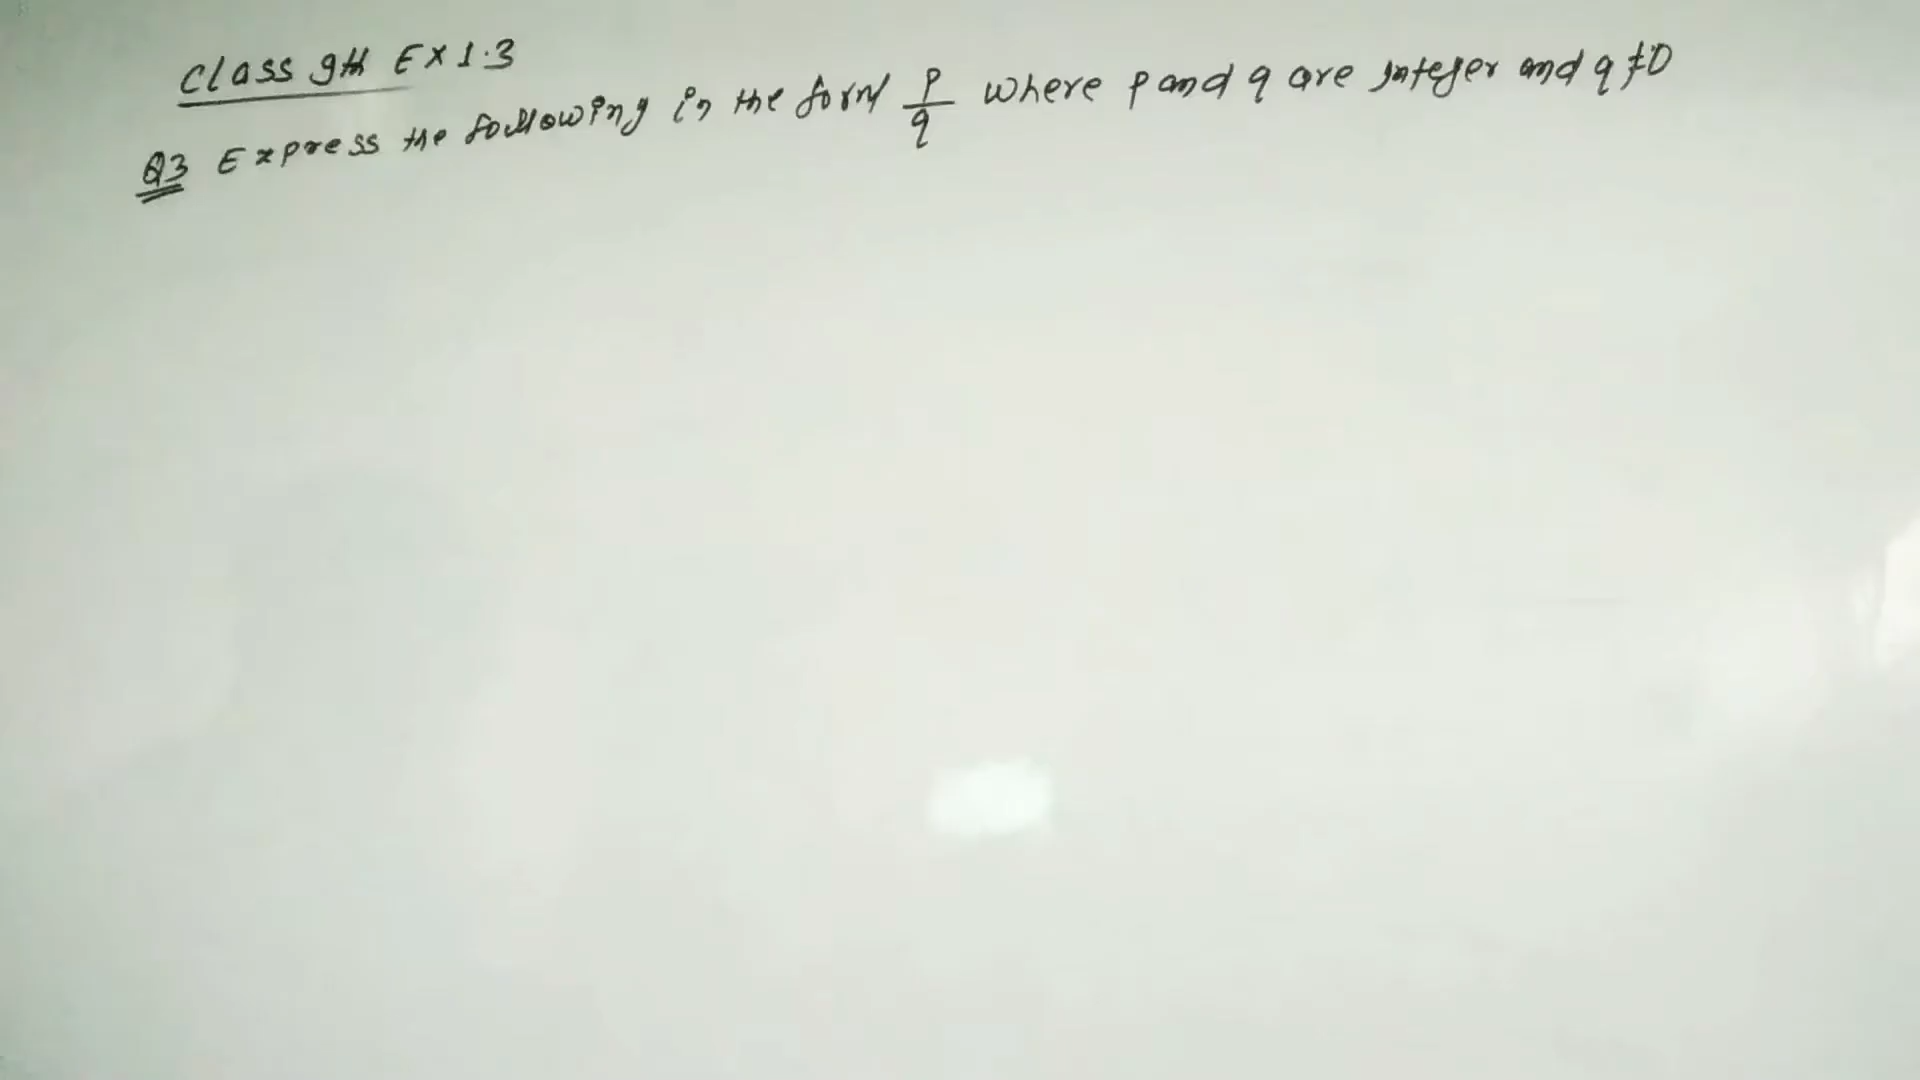 Class 9th EX 1.3
Q3 Express the following in the form P/q where p and q are integer and q ≠ 0